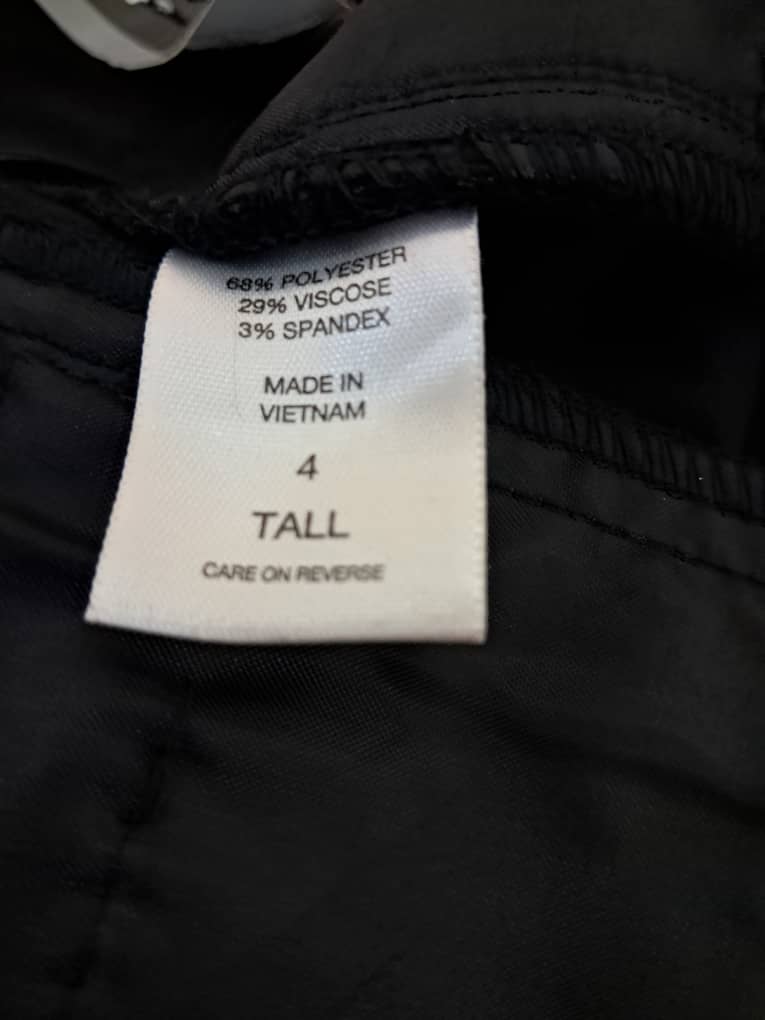 68% POLYESTER
29% VISCOSE
3% SPANDEX
MADE IN
VIETNAM
4
TALL
CARE ON REVERSE